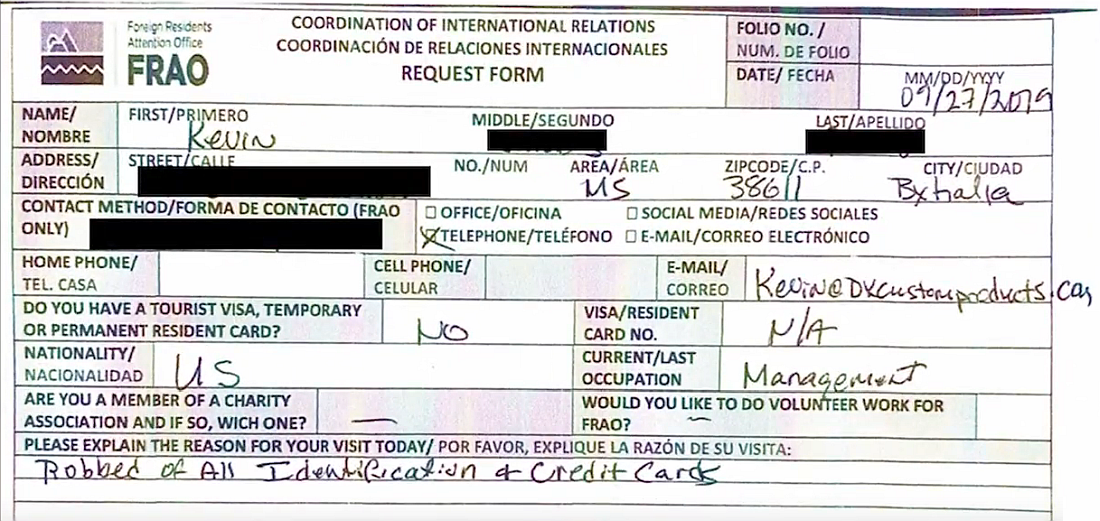 Foreign Residents
Attention Office
FRAO
COORDINATION OF INTERNATIONAL RELATIONS
COORDINACIÓN DE RELACIONES INTERNACIONALES
REQUEST FORM
FOLIO NO. /
NUM. DE FOLIO
DATE/ FECHA
MM/DD/YYYY
09/27/2019
NAME/
NOMBRE
FIRST/PRIMERO
Kevin
MIDDLE/SEGUNDO
LAST/APELLIDO
ADDRESS/
DIRECCIÓN
STREET/CALLE
NO./NUM
AREA/ÁREA
MS
ZIPCODE/C.P.
38611
CITY/CIUDAD
Bxhalia
CONTACT METHOD/FORMA DE CONTACTO (FRAO
ONLY)
☐ OFFICE/OFICINA
☐ SOCIAL MEDIA/REDES SOCIALES
☒ TELEPHONE/TELÉFONO
☐ E-MAIL/CORREO ELECTRÓNICO
HOME PHONE/
TEL. CASA
CELL PHONE/
CELULAR
E-MAIL/
CORREO
Kevin@DXcustomproducts.com
DO YOU HAVE A TOURIST VISA, TEMPORARY
OR PERMANENT RESIDENT CARD?
NO
VISA/RESIDENT
CARD NO.
N/A
NATIONALITY/
NACIONALIDAD
US
CURRENT/LAST
OCCUPATION
Management
ARE YOU A MEMBER OF A CHARITY
ASSOCIATION AND IF SO, WICH ONE?
—
WOULD YOU LIKE TO DO VOLUNTEER WORK FOR
FRAO?
—
PLEASE EXPLAIN THE REASON FOR YOUR VISIT TODAY/ POR FAVOR, EXPLIQUE LA RAZÓN DE SU VISITA:
Robbed of All Identification & Credit Cards